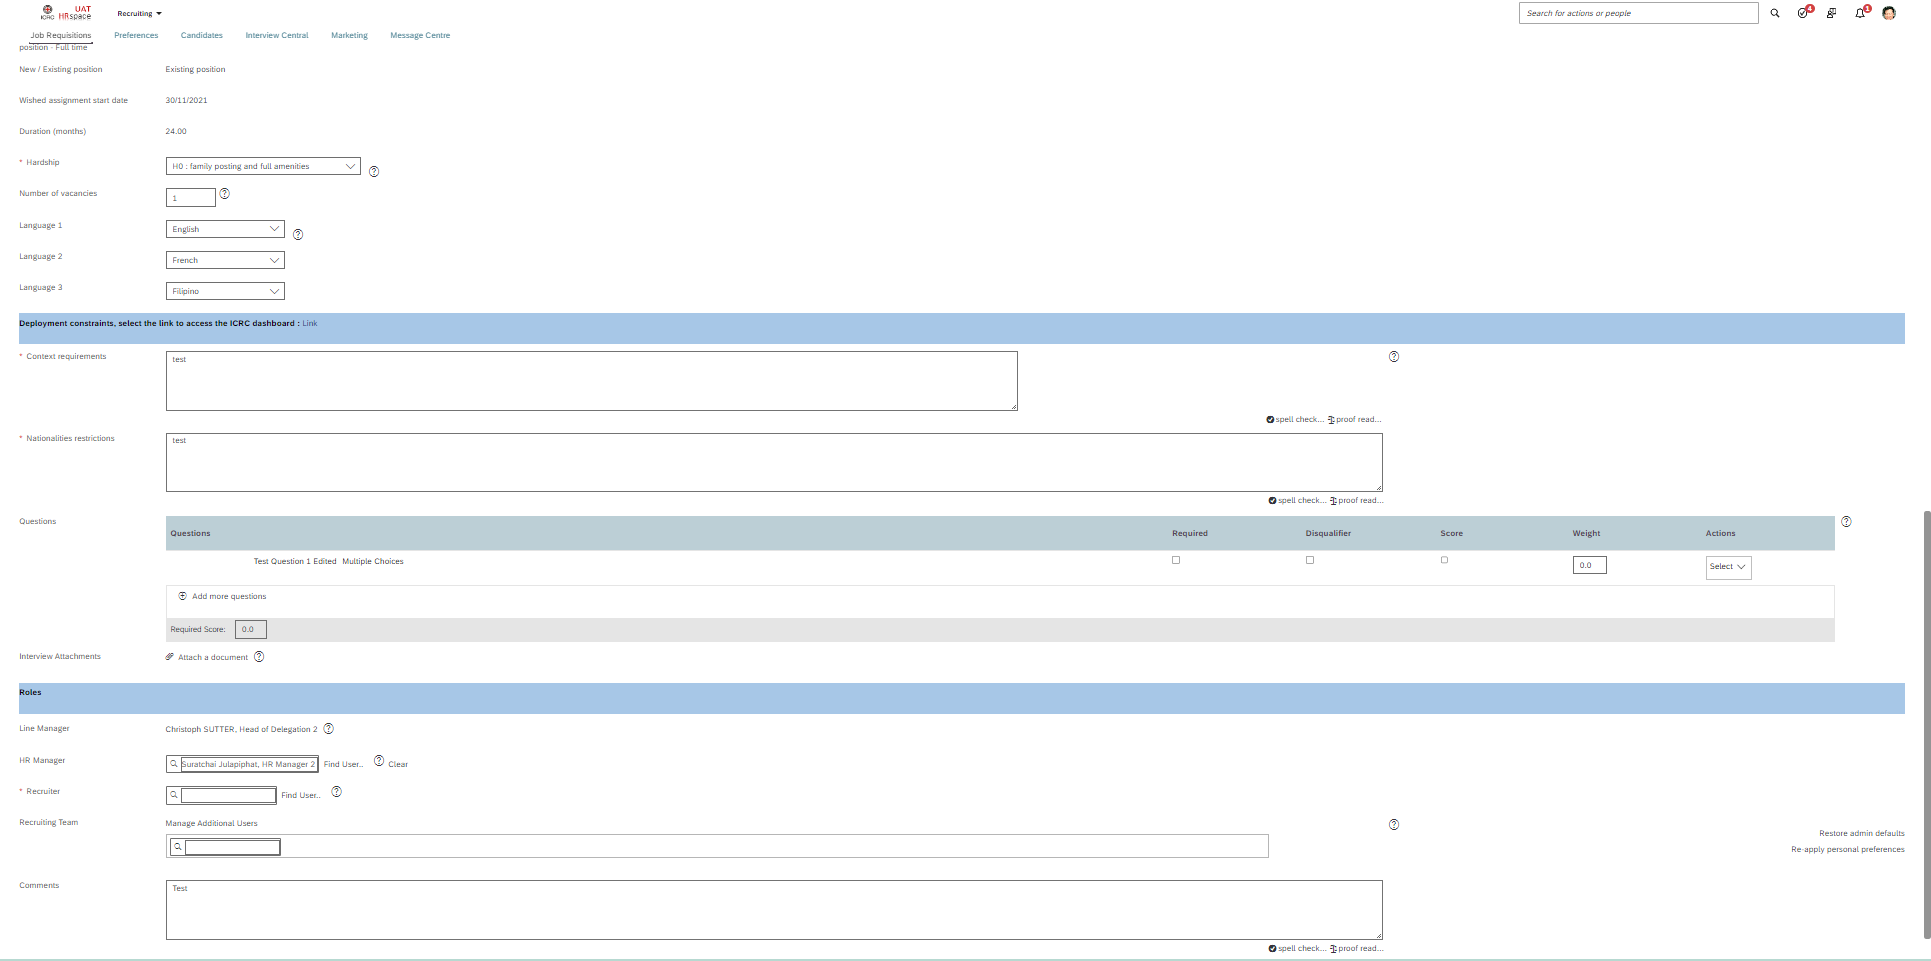 ICRC UAT HRspace Recruiting Search for actions or people 4 1
Job Requisitions Preferences Candidates Interview Central Marketing Message Centre
position - Full time
New / Existing position Existing position
Wished assignment start date 30/11/2021
Duration (months) 24.00
* Hardship H0 : family posting and full amenities
Number of vacancies 1
Language 1 English
Language 2 French
Language 3 Filipino
Deployment constraints, select the link to access the ICRC dashboard : Link
* Context requirements test
spell check... proof read...
* Nationalities restrictions test
spell check... proof read...
Questions
Questions Required Disqualifier Score Weight Actions
Test Question 1 Edited Multiple Choices 0.0 Select
Add more questions
Required Score: 0.0
Interview Attachments Attach a document
Roles
Line Manager Christoph SUTTER, Head of Delegation 2
HR Manager Suratchai Julapiphat, HR Manager 2 Find User.. Clear
* Recruiter Find User..
Recruiting Team Manage Additional Users
Restore admin defaults
Re-apply personal preferences
Comments Test
spell check... proof read...